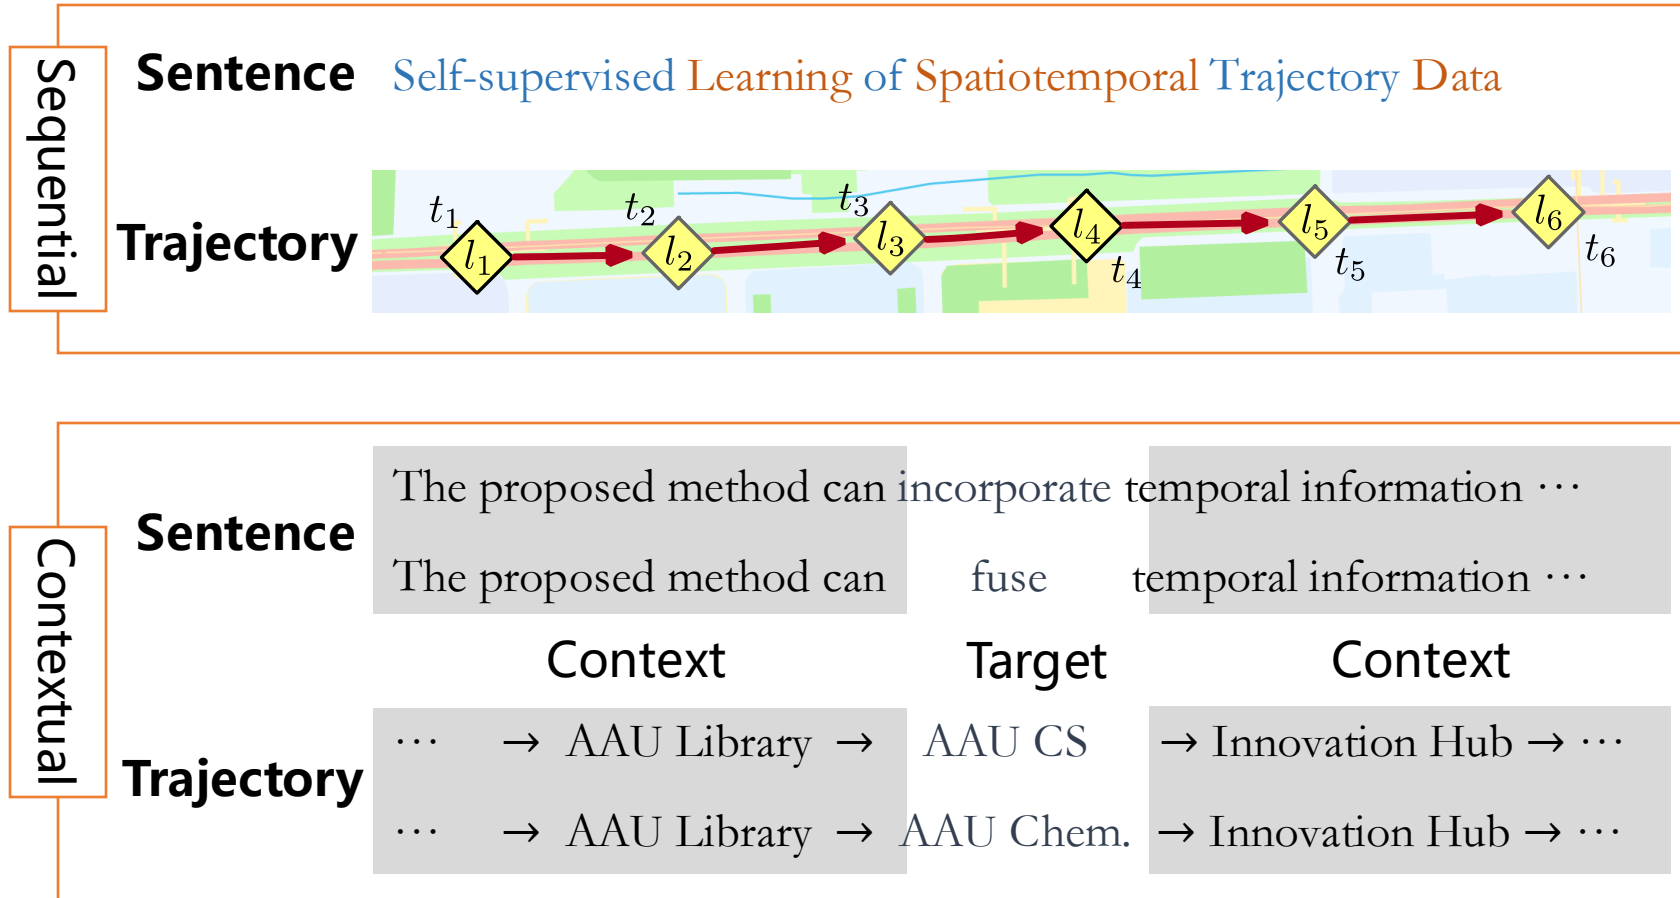 Sequential
Sentence Self-supervised Learning of Spatiotemporal Trajectory Data
Trajectory
t1 t2 t3 t4 t5 t6
l1 l2 l3 l4 l5 l6
Contextual
Sentence
The proposed method can incorporate temporal information ···
The proposed method can fuse temporal information ···
Context Target Context
Trajectory
··· → AAU Library → AAU CS → Innovation Hub → ···
··· → AAU Library → AAU Chem. → Innovation Hub → ···